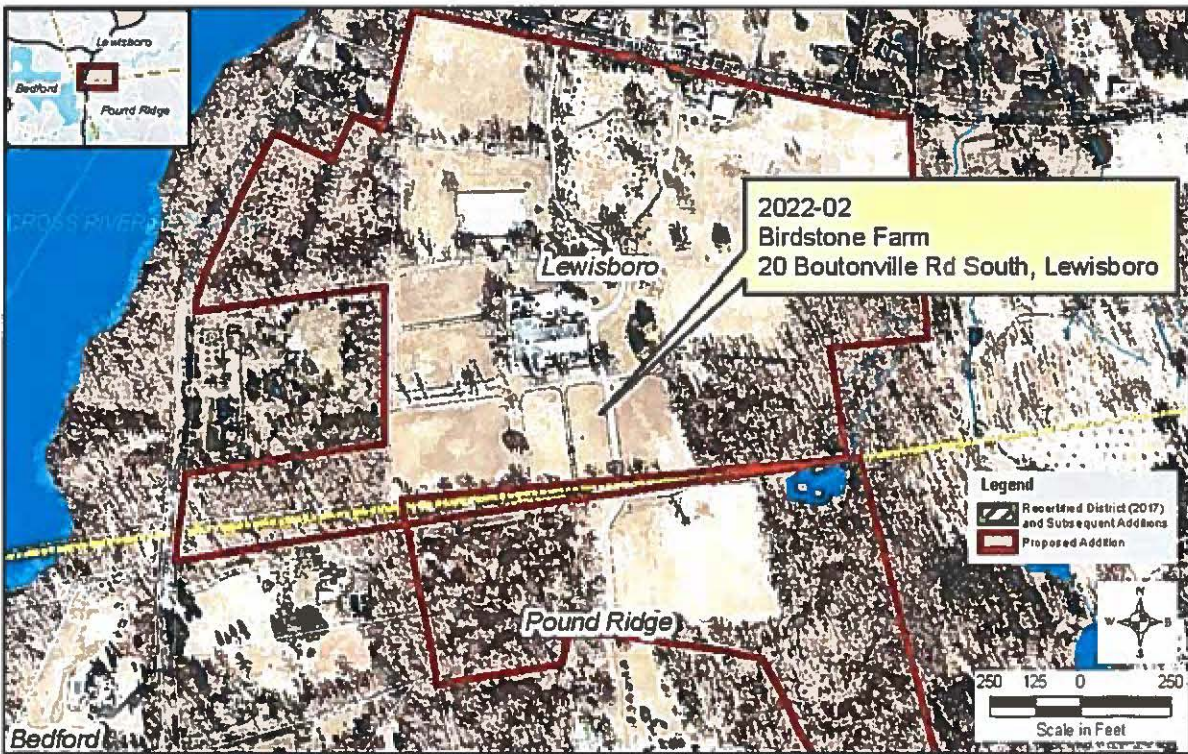 Lewisboro
Bedford
Pound Ridge
CROSS RIVER
2022-02
Birdstone Farm
20 Boutonville Rd South, Lewisboro
Lewisboro
Legend
Recertified District (2017)
and Subsequent Additions
Proposed Addition
Pound Ridge
N
W
E
S
250 125 0 250
Scale in Feet
Bedford